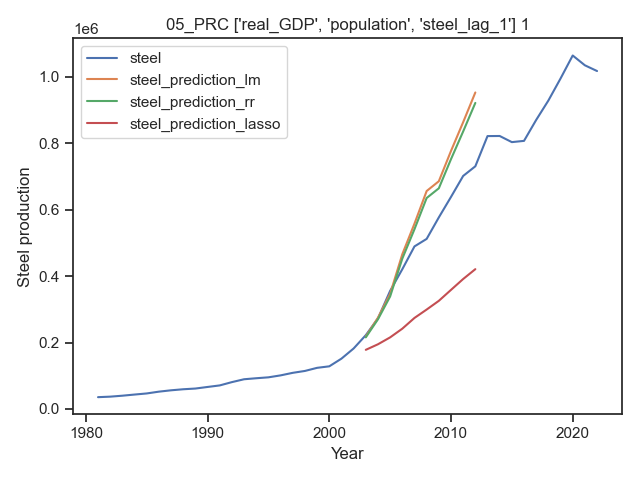 05_PRC ['real_GDP', 'population', 'steel_lag_1'] 1
1e6
steel
steel_prediction_lm
steel_prediction_rr
steel_prediction_lasso
1.0
0.8
0.6
0.4
0.2
0.0
Steel production
1980 1990 2000 2010 2020
Year